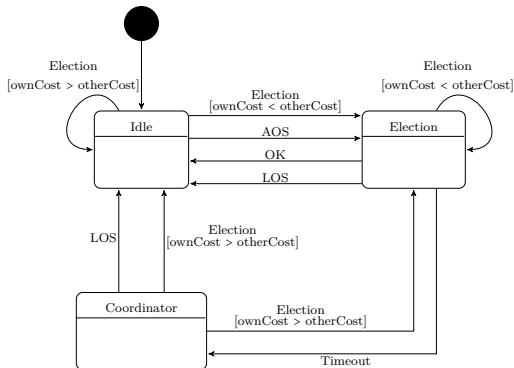 Election
[ownCost > otherCost]
Election
[ownCost < otherCost]
Election
[ownCost < otherCost]
Idle
Election
AOS
OK
LOS
LOS
Election
[ownCost > otherCost]
Coordinator
Election
[ownCost > otherCost]
Timeout